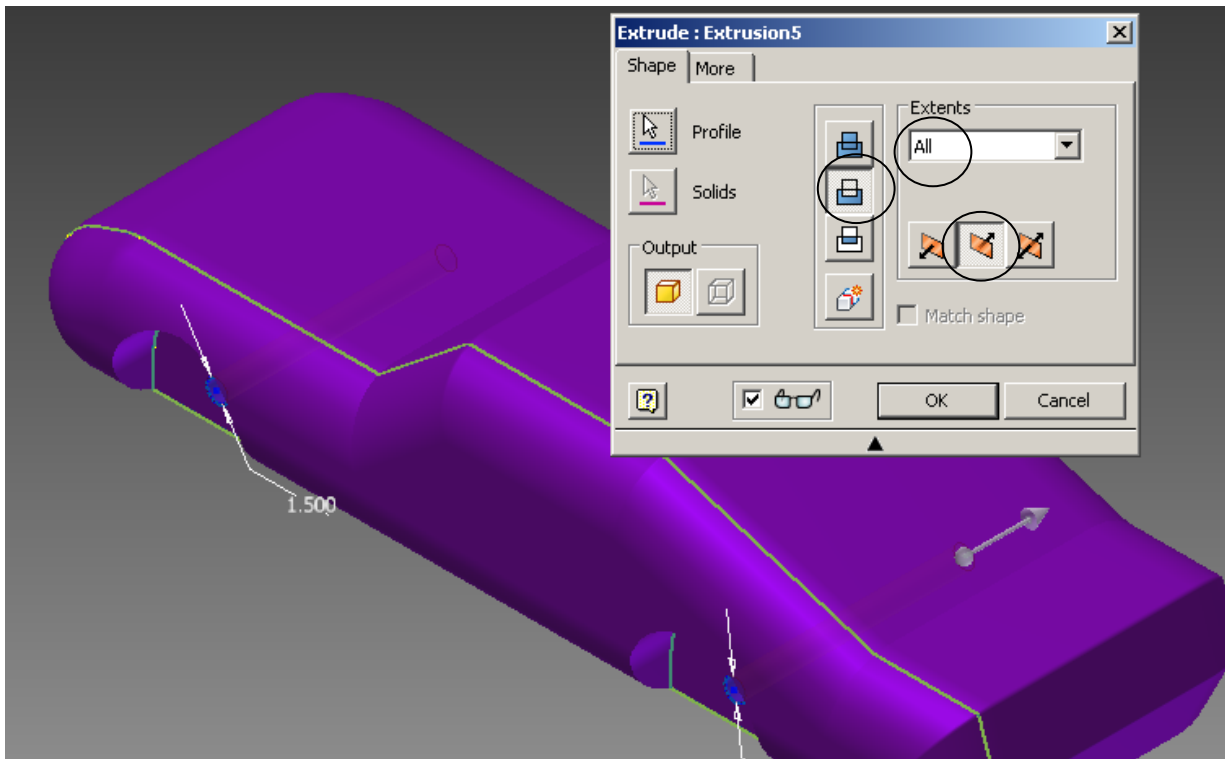 Extrude : Extrusion5
Shape
More
Profile
Solids
Output
Extents
All
Match shape
OK
Cancel
1.500